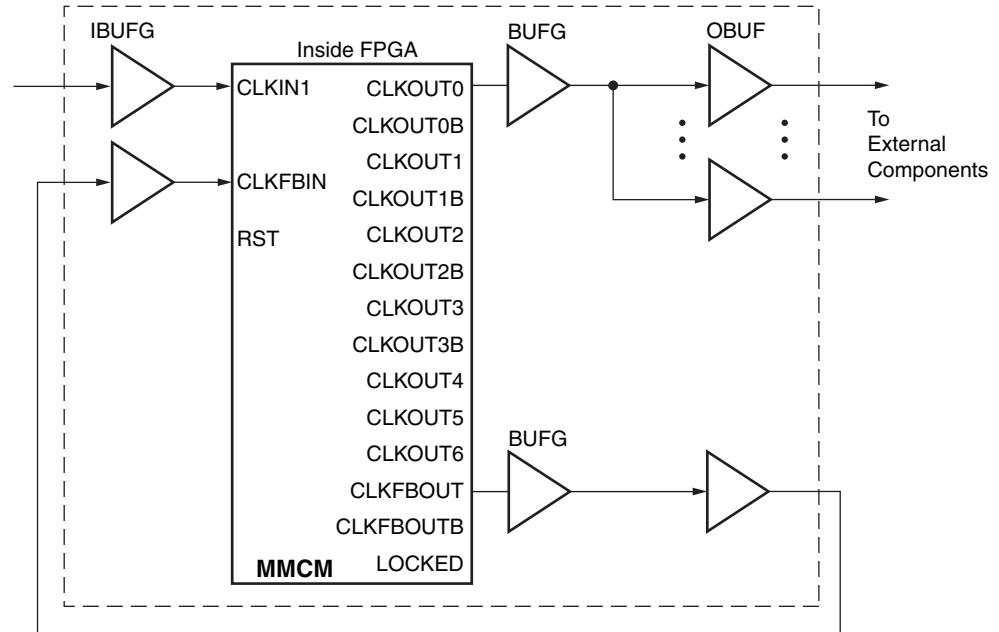 IBUFG
BUFG
OBUF
Inside FPGA
CLKIN1
CLKOUT0
CLKOUT0B
To
External
Components
CLKOUT1
CLKFBIN
CLKOUT1B
RST
CLKOUT2
CLKOUT2B
CLKOUT3
CLKOUT3B
CLKOUT4
CLKOUT5
CLKOUT6
BUFG
CLKFBOUT
CLKFBOUTB
MMCM
LOCKED